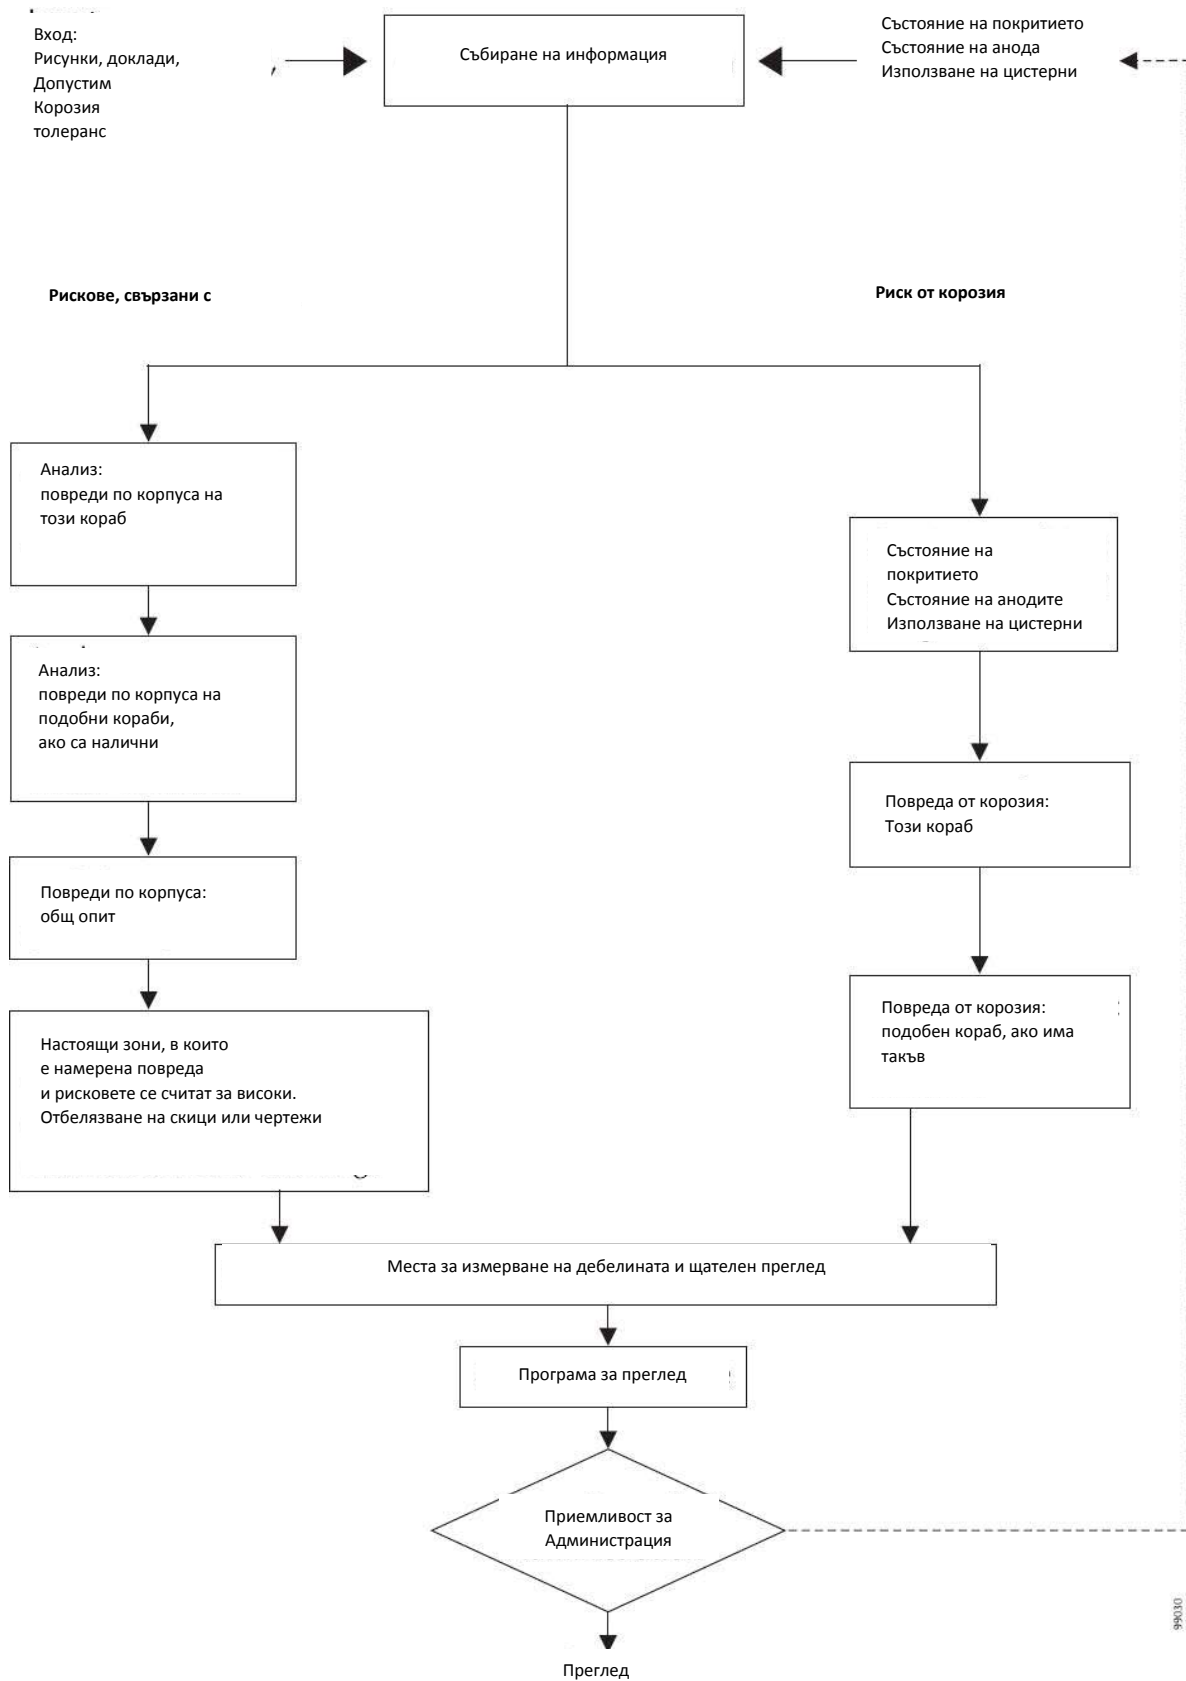 Вход:
Рисунки, доклади,
Допустим
Корозия
толеранс
Събиране на информация
Състояние на покритието
Състояние на анода
Използване на цистерни
Рискове, свързани с
Риск от корозия
Анализ:
повреди по корпуса на
този кораб
Анализ:
повреди по корпуса на
подобни кораби,
ако са налични
Повреди по корпуса:
общ опит
Настоящи зони, в които
е намерена повреда
и рисковете се считат за високи.
Отбелязване на скици или чертежи
Състояние на
покритието
Състояние на анодите
Използване на цистерни
Повреда от корозия:
Този кораб
Повреда от корозия:
подобен кораб, ако има
такъв
Места за измерване на дебелината и щателен преглед
Програма за преглед
Приемливост за
Администрация
Преглед
99030